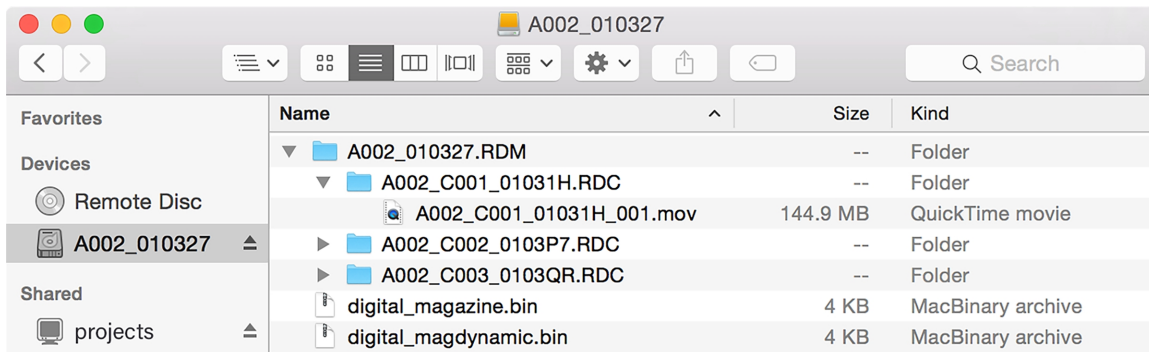 A002_010327
Search
Favorites
Devices
Remote Disc
A002_010327
Shared
projects
Name Size Kind
A002_010327.RDM -- Folder
A002_C001_01031H.RDC -- Folder
A002_C001_01031H_001.mov 144.9 MB QuickTime movie
A002_C002_0103P7.RDC -- Folder
A002_C003_0103QR.RDC -- Folder
digital_magazine.bin 4 KB MacBinary archive
digital_magdynamic.bin 4 KB MacBinary archive